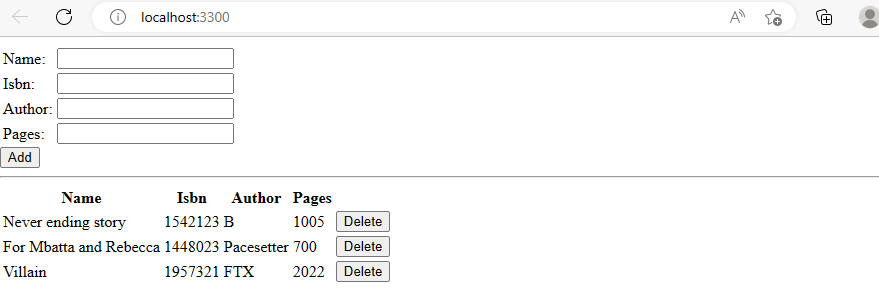 localhost:3300
Name:
Isbn:
Author:
Pages:
Add
Name Isbn Author Pages
Never ending story 1542123 B 1005 Delete
For Mbatta and Rebecca 1448023 Pacesetter 700 Delete
Villain 1957321 FTX 2022 Delete